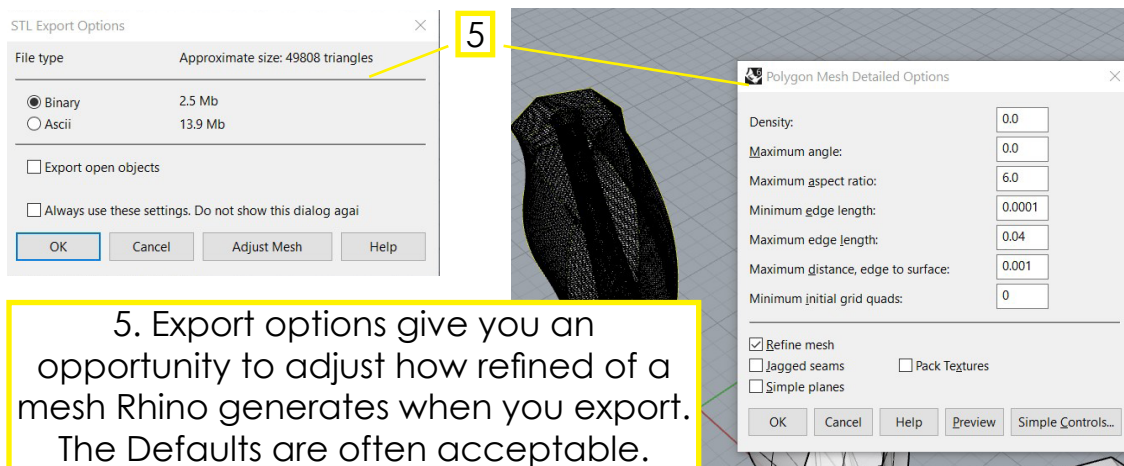 STL Export Options
File type Approximate size: 49808 triangles
Binary 2.5 Mb
Ascii 13.9 Mb
Export open objects
Always use these settings. Do not show this dialog agai
OK Cancel Adjust Mesh Help
5
Polygon Mesh Detailed Options
Density: 0.0
Maximum angle: 0.0
Maximum aspect ratio: 6.0
Minimum edge length: 0.0001
Maximum edge length: 0.04
Maximum distance, edge to surface: 0.001
Minimum initial grid quads: 0
Refine mesh
Jagged seams Pack Textures
Simple planes
OK Cancel Help Preview Simple Controls...
5. Export options give you an
opportunity to adjust how refined of a
mesh Rhino generates when you export.
The Defaults are often acceptable.